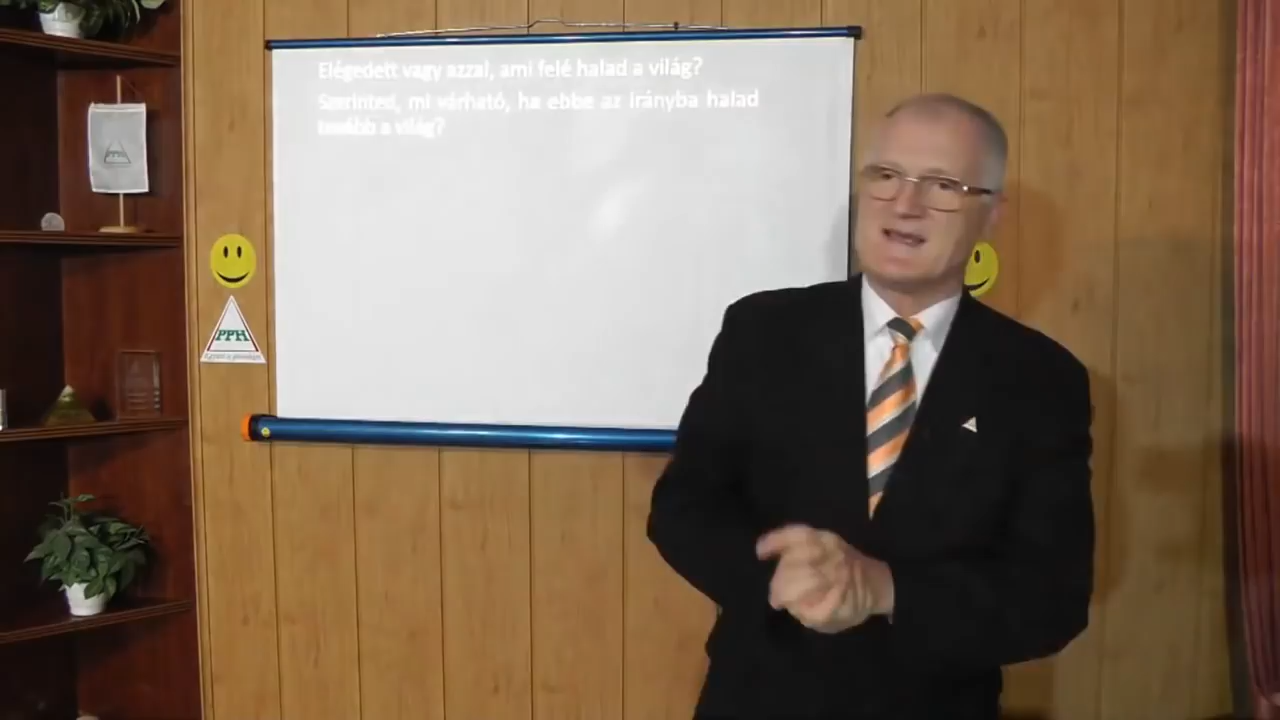 Elégedett vagy azzal, ami felé halad a világ?
Szerinted, mi várható, ha ebbe az irányba halad
tovább a világ?
PPH